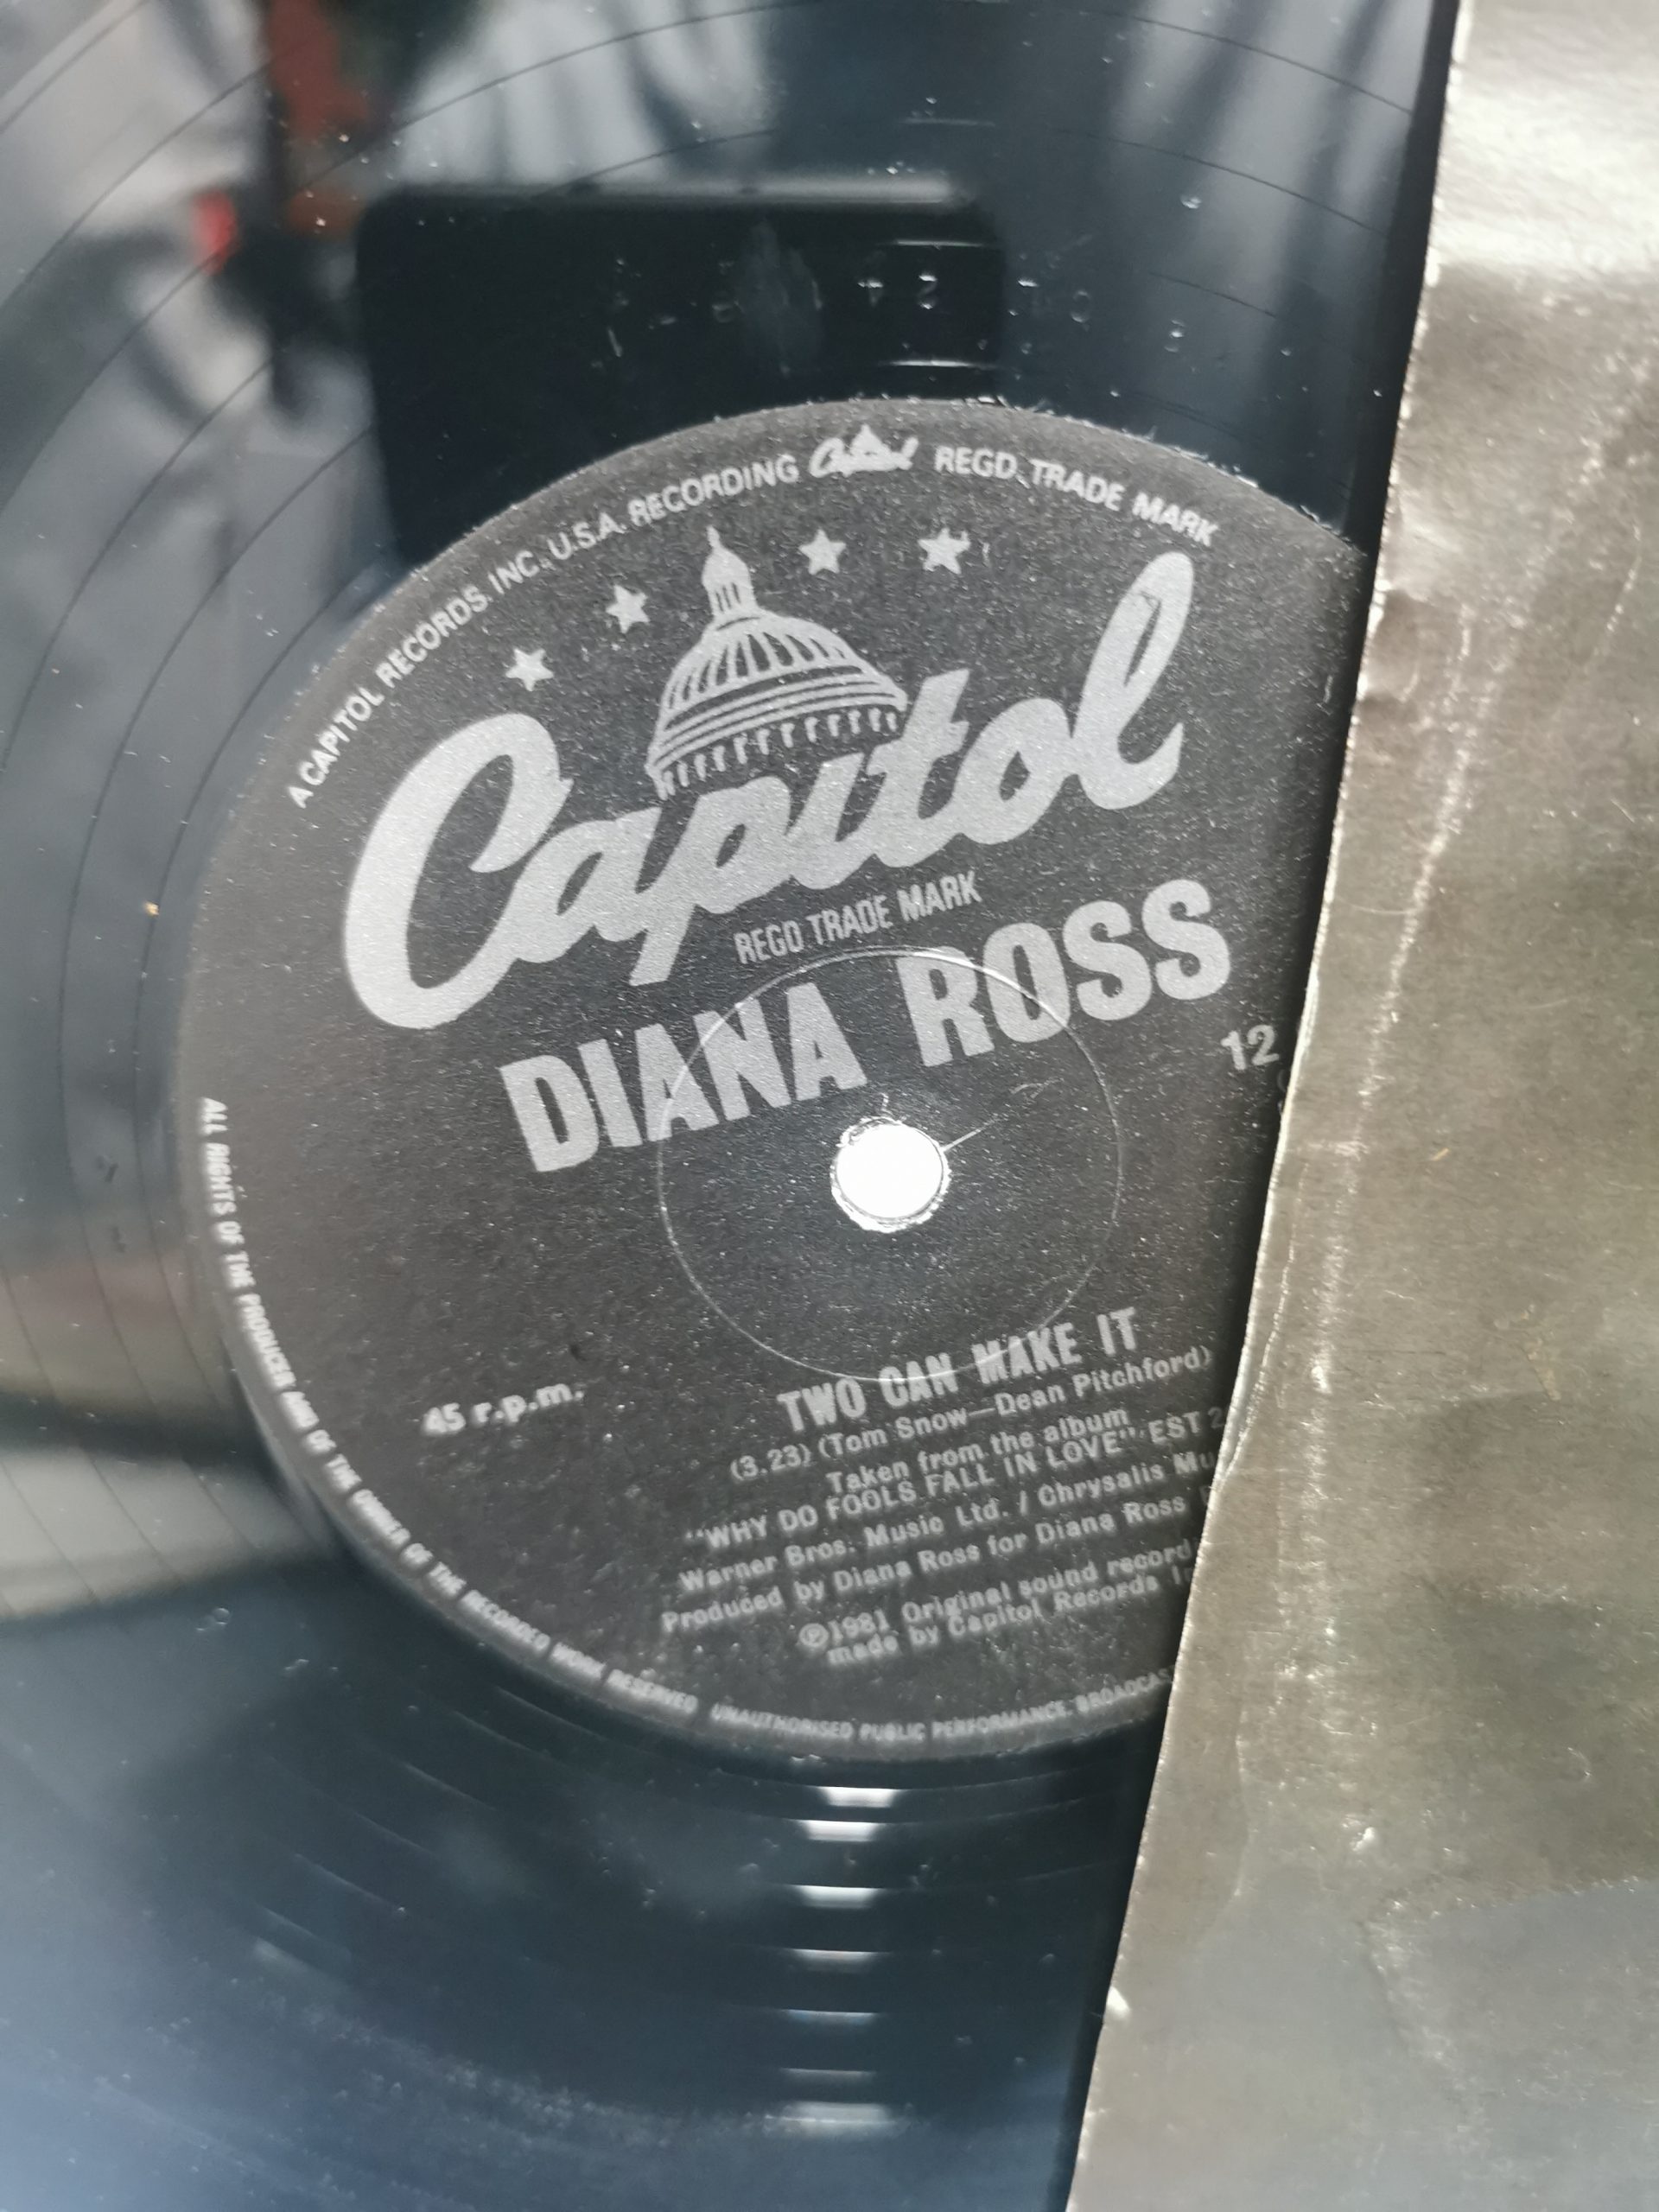 A CAPITOL RECORDS. INC. U.S.A. RECORDING Capitol REGD. TRADE MARK
Capitol
REGD TRADE MARK
DIANA ROSS
12
45 r.p.m.
TWO CAN MAKE IT
(3.23) (Tom Snow—Dean Pitchford)
Taken from the album
"WHY DO FOOLS FALL IN LOVE" EST 2
Warner Bros. Music Ltd. / Chrysalis Mu
Produced by Diana Ross for Diana Ross
℗1981 Original sound record
made by Capitol Records
ALL RIGHTS OF THE PRODUCER AND OF THE OWNER OF THE RECORDED WORK RESERVED UNAUTHORISED PUBLIC PERFORMANCE. BROADCAST